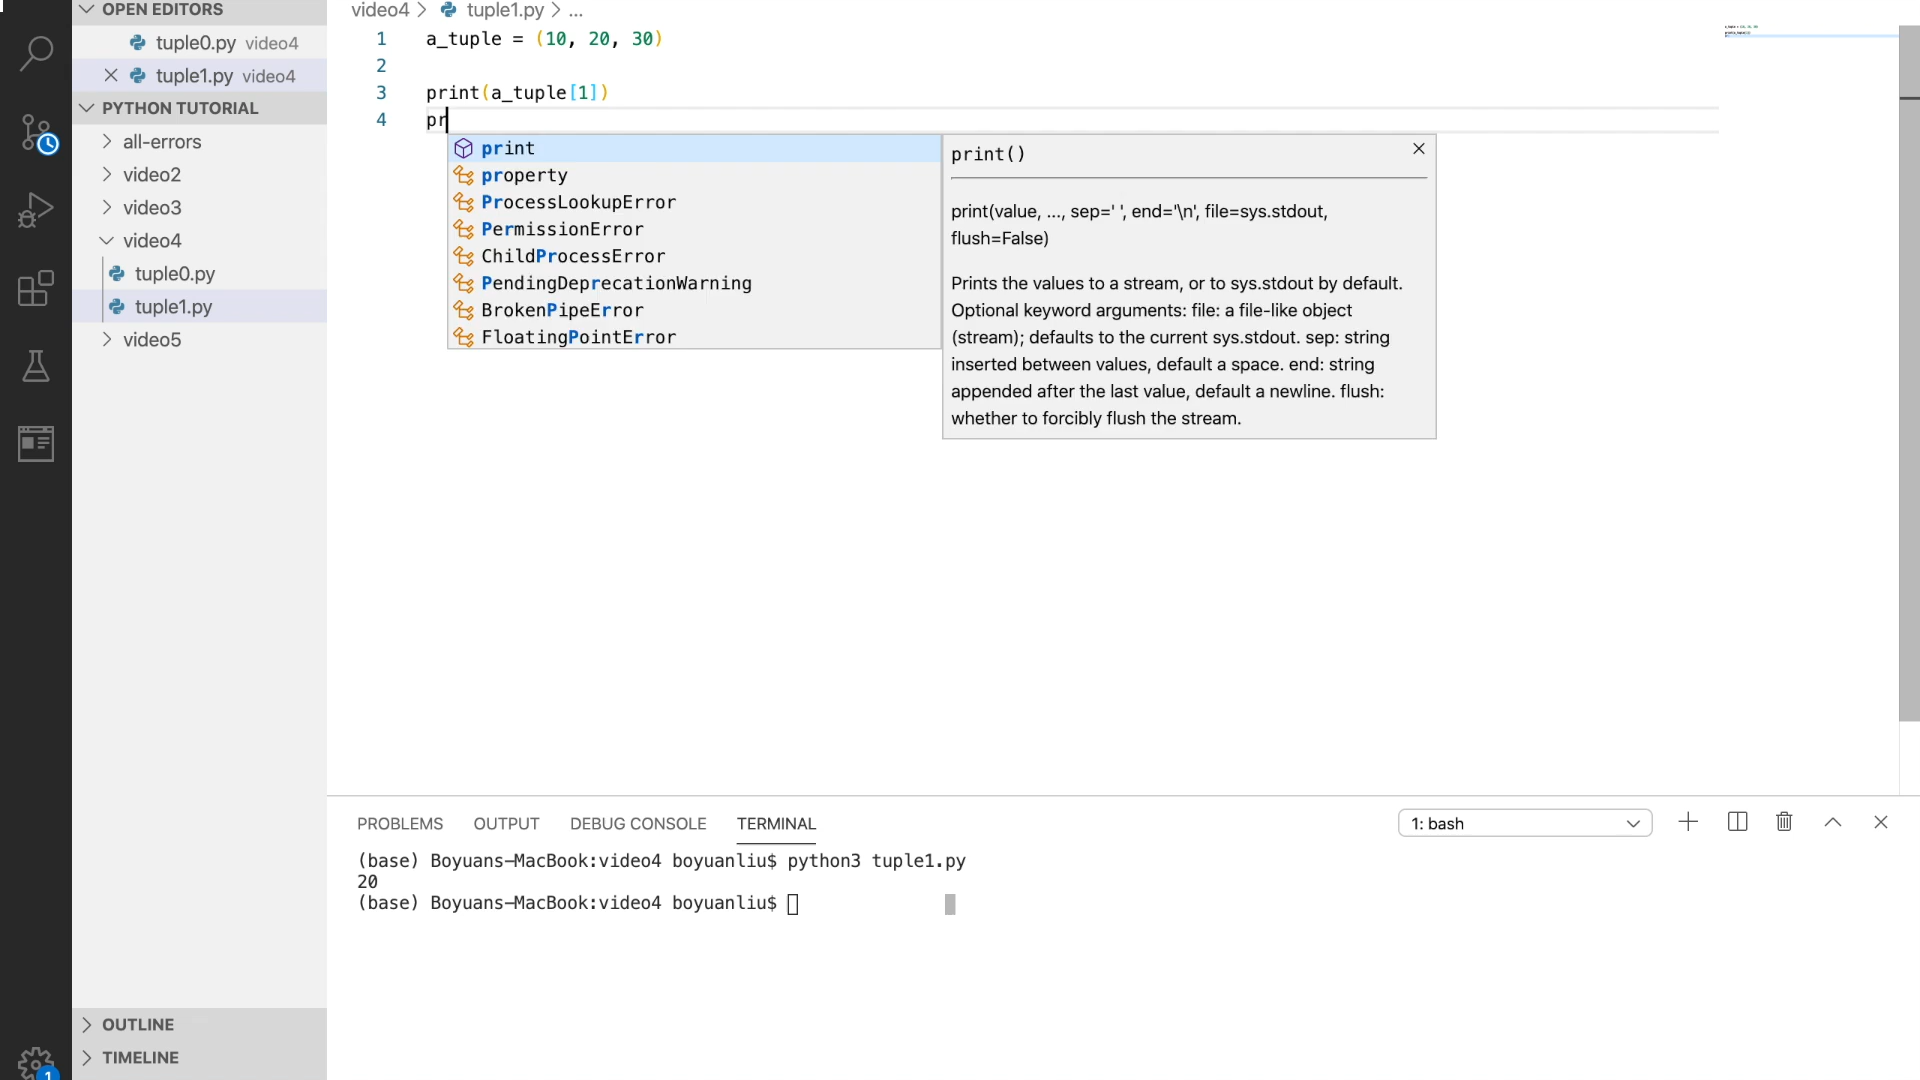 OPEN EDITORS
tuple0.py video4
tuple1.py video4
PYTHON TUTORIAL
all-errors
video2
video3
video4
tuple0.py
tuple1.py
video5
OUTLINE
TIMELINE
1
video4 > tuple1.py > ...
1 a_tuple = (10, 20, 30)
2
3 print(a_tuple[1])
4 pr
print
property
ProcessLookupError
PermissionError
ChildProcessError
PendingDeprecationWarning
BrokenPipeError
FloatingPointError
print()
print(value, ..., sep=' ', end='\n', file=sys.stdout,
flush=False)
Prints the values to a stream, or to sys.stdout by default.
Optional keyword arguments: file: a file-like object
(stream); defaults to the current sys.stdout. sep: string
inserted between values, default a space. end: string
appended after the last value, default a newline. flush:
whether to forcibly flush the stream.
PROBLEMS OUTPUT DEBUG CONSOLE TERMINAL 1: bash
(base) Boyuans-MacBook:video4 boyuanliu$ python3 tuple1.py
20
(base) Boyuans-MacBook:video4 boyuanliu$